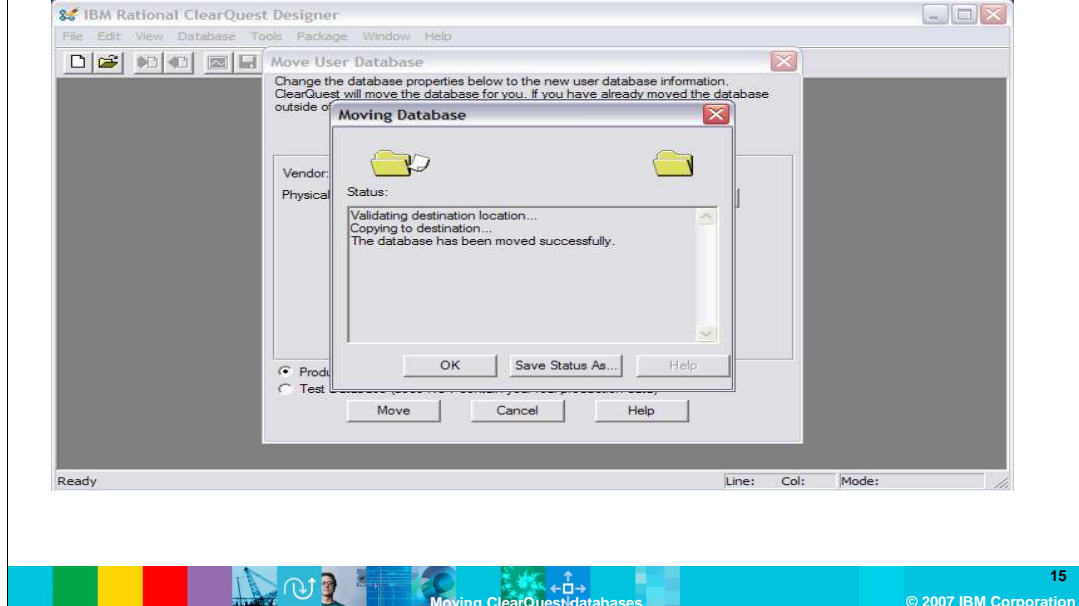 IBM Rational ClearQuest Designer
File Edit View Database Tools Package Window Help
Move User Database
Change the database properties below to the new user database information.
ClearQuest will move the database for you. If you have already moved the database
outside of
Moving Database
Vendor:
Physical
Status:
Validating destination location...
Copying to destination...
The database has been moved successfully.
OK Save Status As... Help
Produ
Test
Move Cancel Help
Ready Line: Col: Mode:
15
Moving ClearQuest databases
© 2007 IBM Corporation